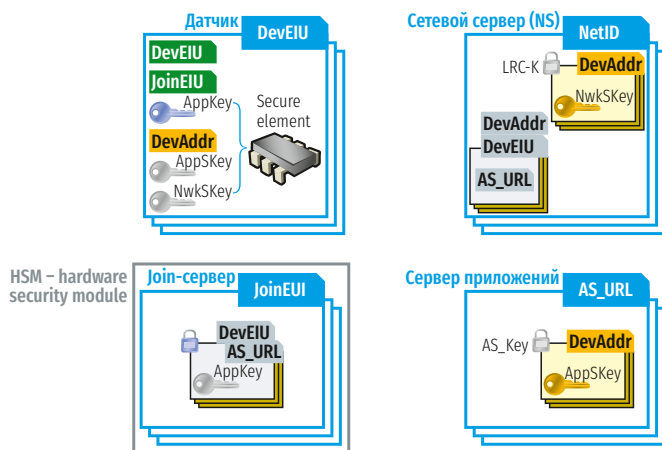 Датчик
DevEIU
DevEIU
JoinEIU
AppKey
Secure
element
DevAddr
AppSKey
NwkSKey
Сетевой сервер (NS)
NetID
LRC-K
DevAddr
NwkSKey
DevAddr
DevEIU
AS_URL
HSM – hardware
security module
Join-сервер
JoinEUI
DevEIU
AS_URL
AppKey
Сервер приложений
AS_URL
AS_Key
DevAddr
AppSKey